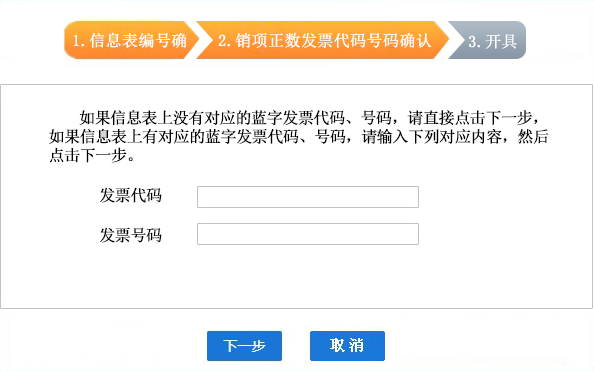 1.信息表编号确
2.销项正数发票代码号码确认
3.开具
如果信息表上没有对应的蓝字发票代码、号码，请直接点击下一步，
如果信息表上有对应的蓝字发票代码、号码，请输入下列对应内容，然后
点击下一步。
发票代码
发票号码
下一步
取 消